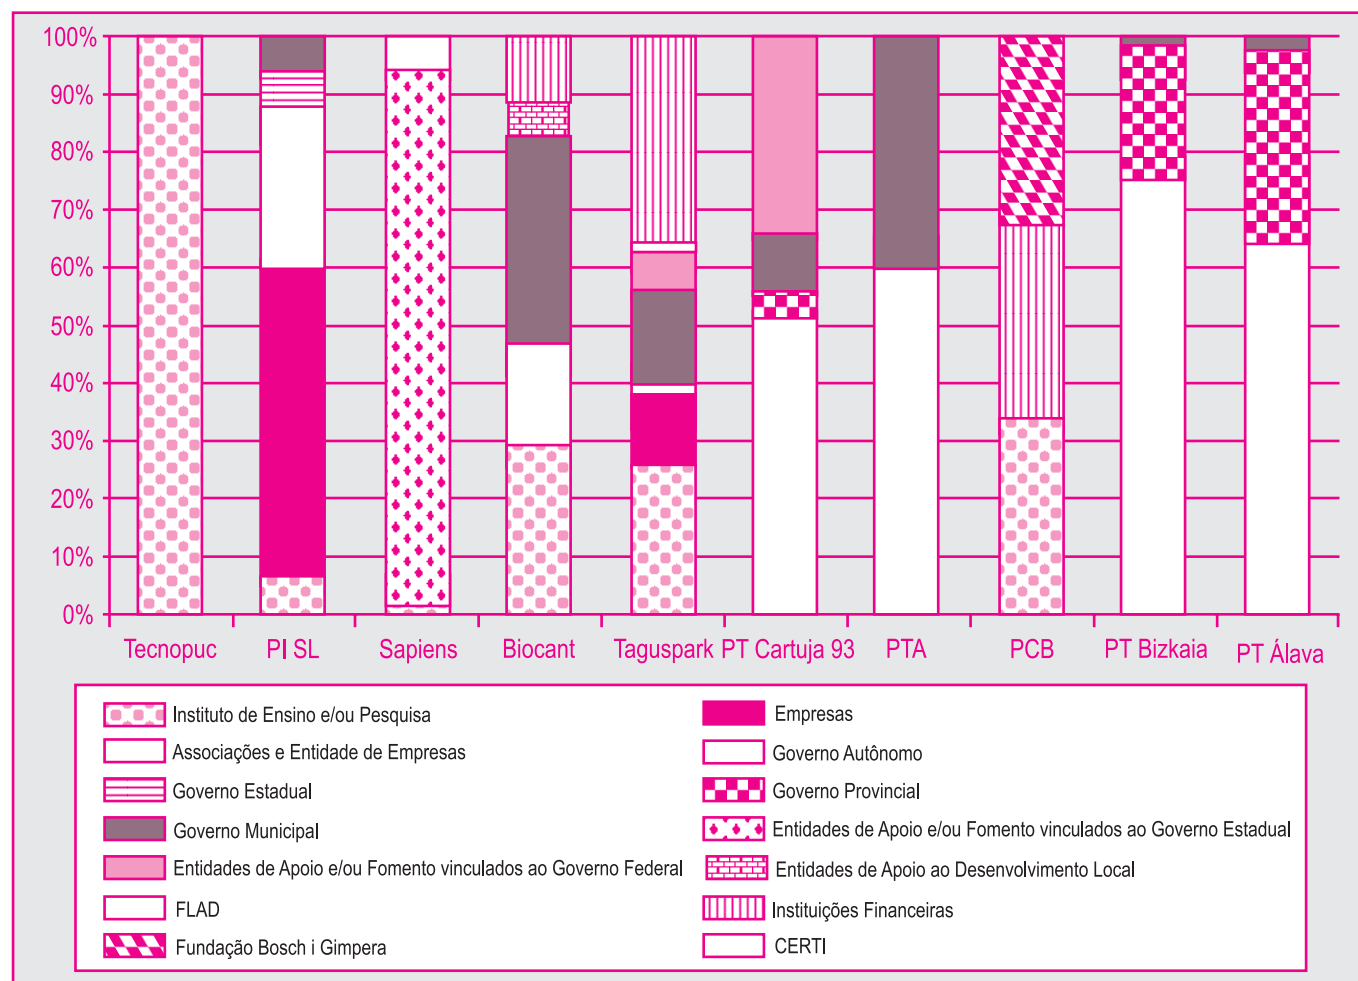 100%
90%
80%
70%
60%
50%
40%
30%
20%
10%
0%
Tecnopuc
PI SL
Sapiens
Biocant
Taguspark
PT Cartuja 93
PTA
PCB
PT Bizkaia
PT Álava
Instituto de Ensino e/ou Pesquisa
Empresas
Associações e Entidade de Empresas
Governo Autônomo
Governo Estadual
Governo Provincial
Governo Municipal
Entidades de Apoio e/ou Fomento vinculados ao Governo Estadual
Entidades de Apoio e/ou Fomento vinculados ao Governo Federal
Entidades de Apoio ao Desenvolvimento Local
FLAD
Instituições Financeiras
Fundação Bosch i Gimpera
CERTI